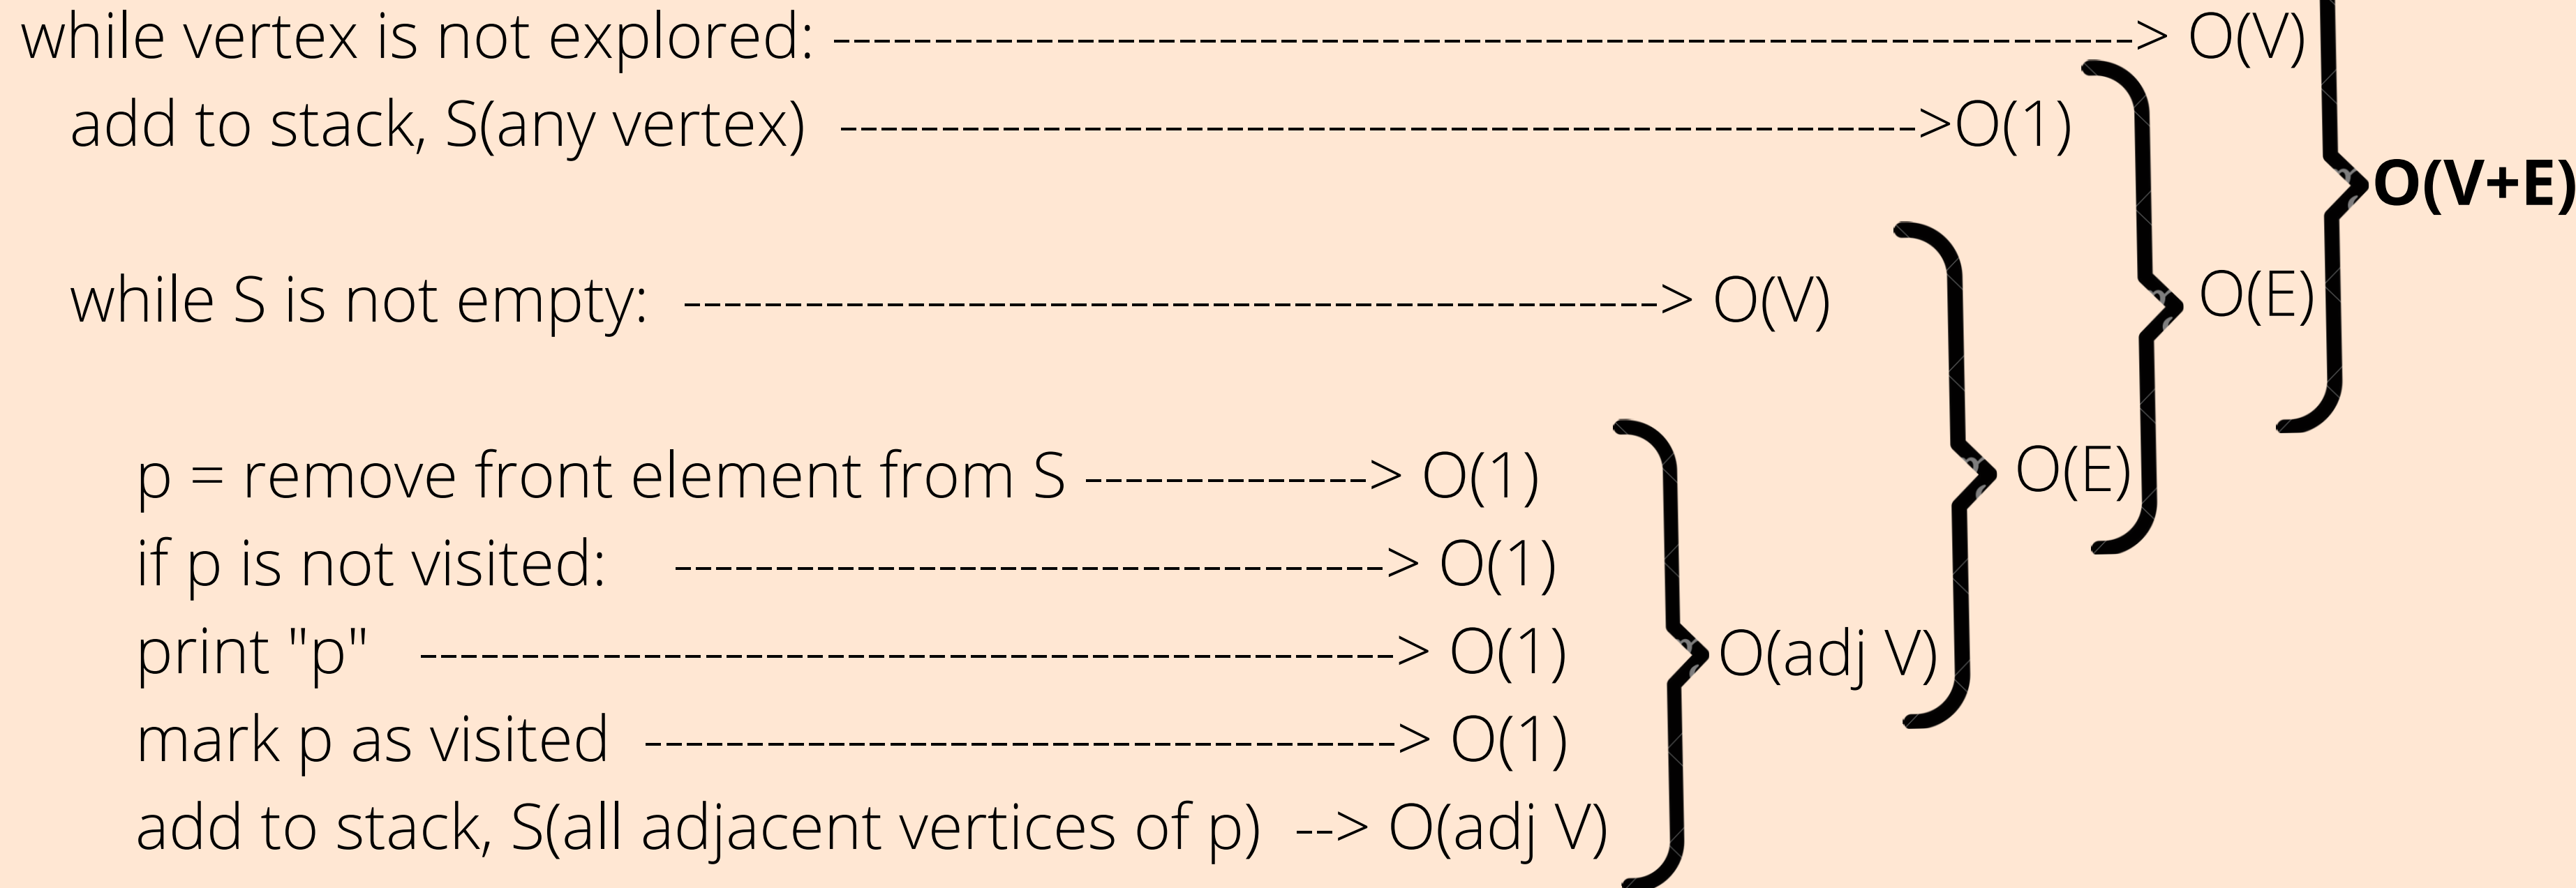 while vertex is not explored: -----------------------------------------------------------------> O(V)
add to stack, S(any vertex) ------------------------------------------------------>O(1)
O(V+E)
while S is not empty: -------------------------------------------------> O(V)
O(E)
p = remove front element from S --------------> O(1)
O(E)
if p is not visited: ------------------------------------> O(1)
print "p" -------------------------------------------------> O(1)
O(adj V)
mark p as visited --------------------------------------> O(1)
add to stack, S(all adjacent vertices of p) --> O(adj V)